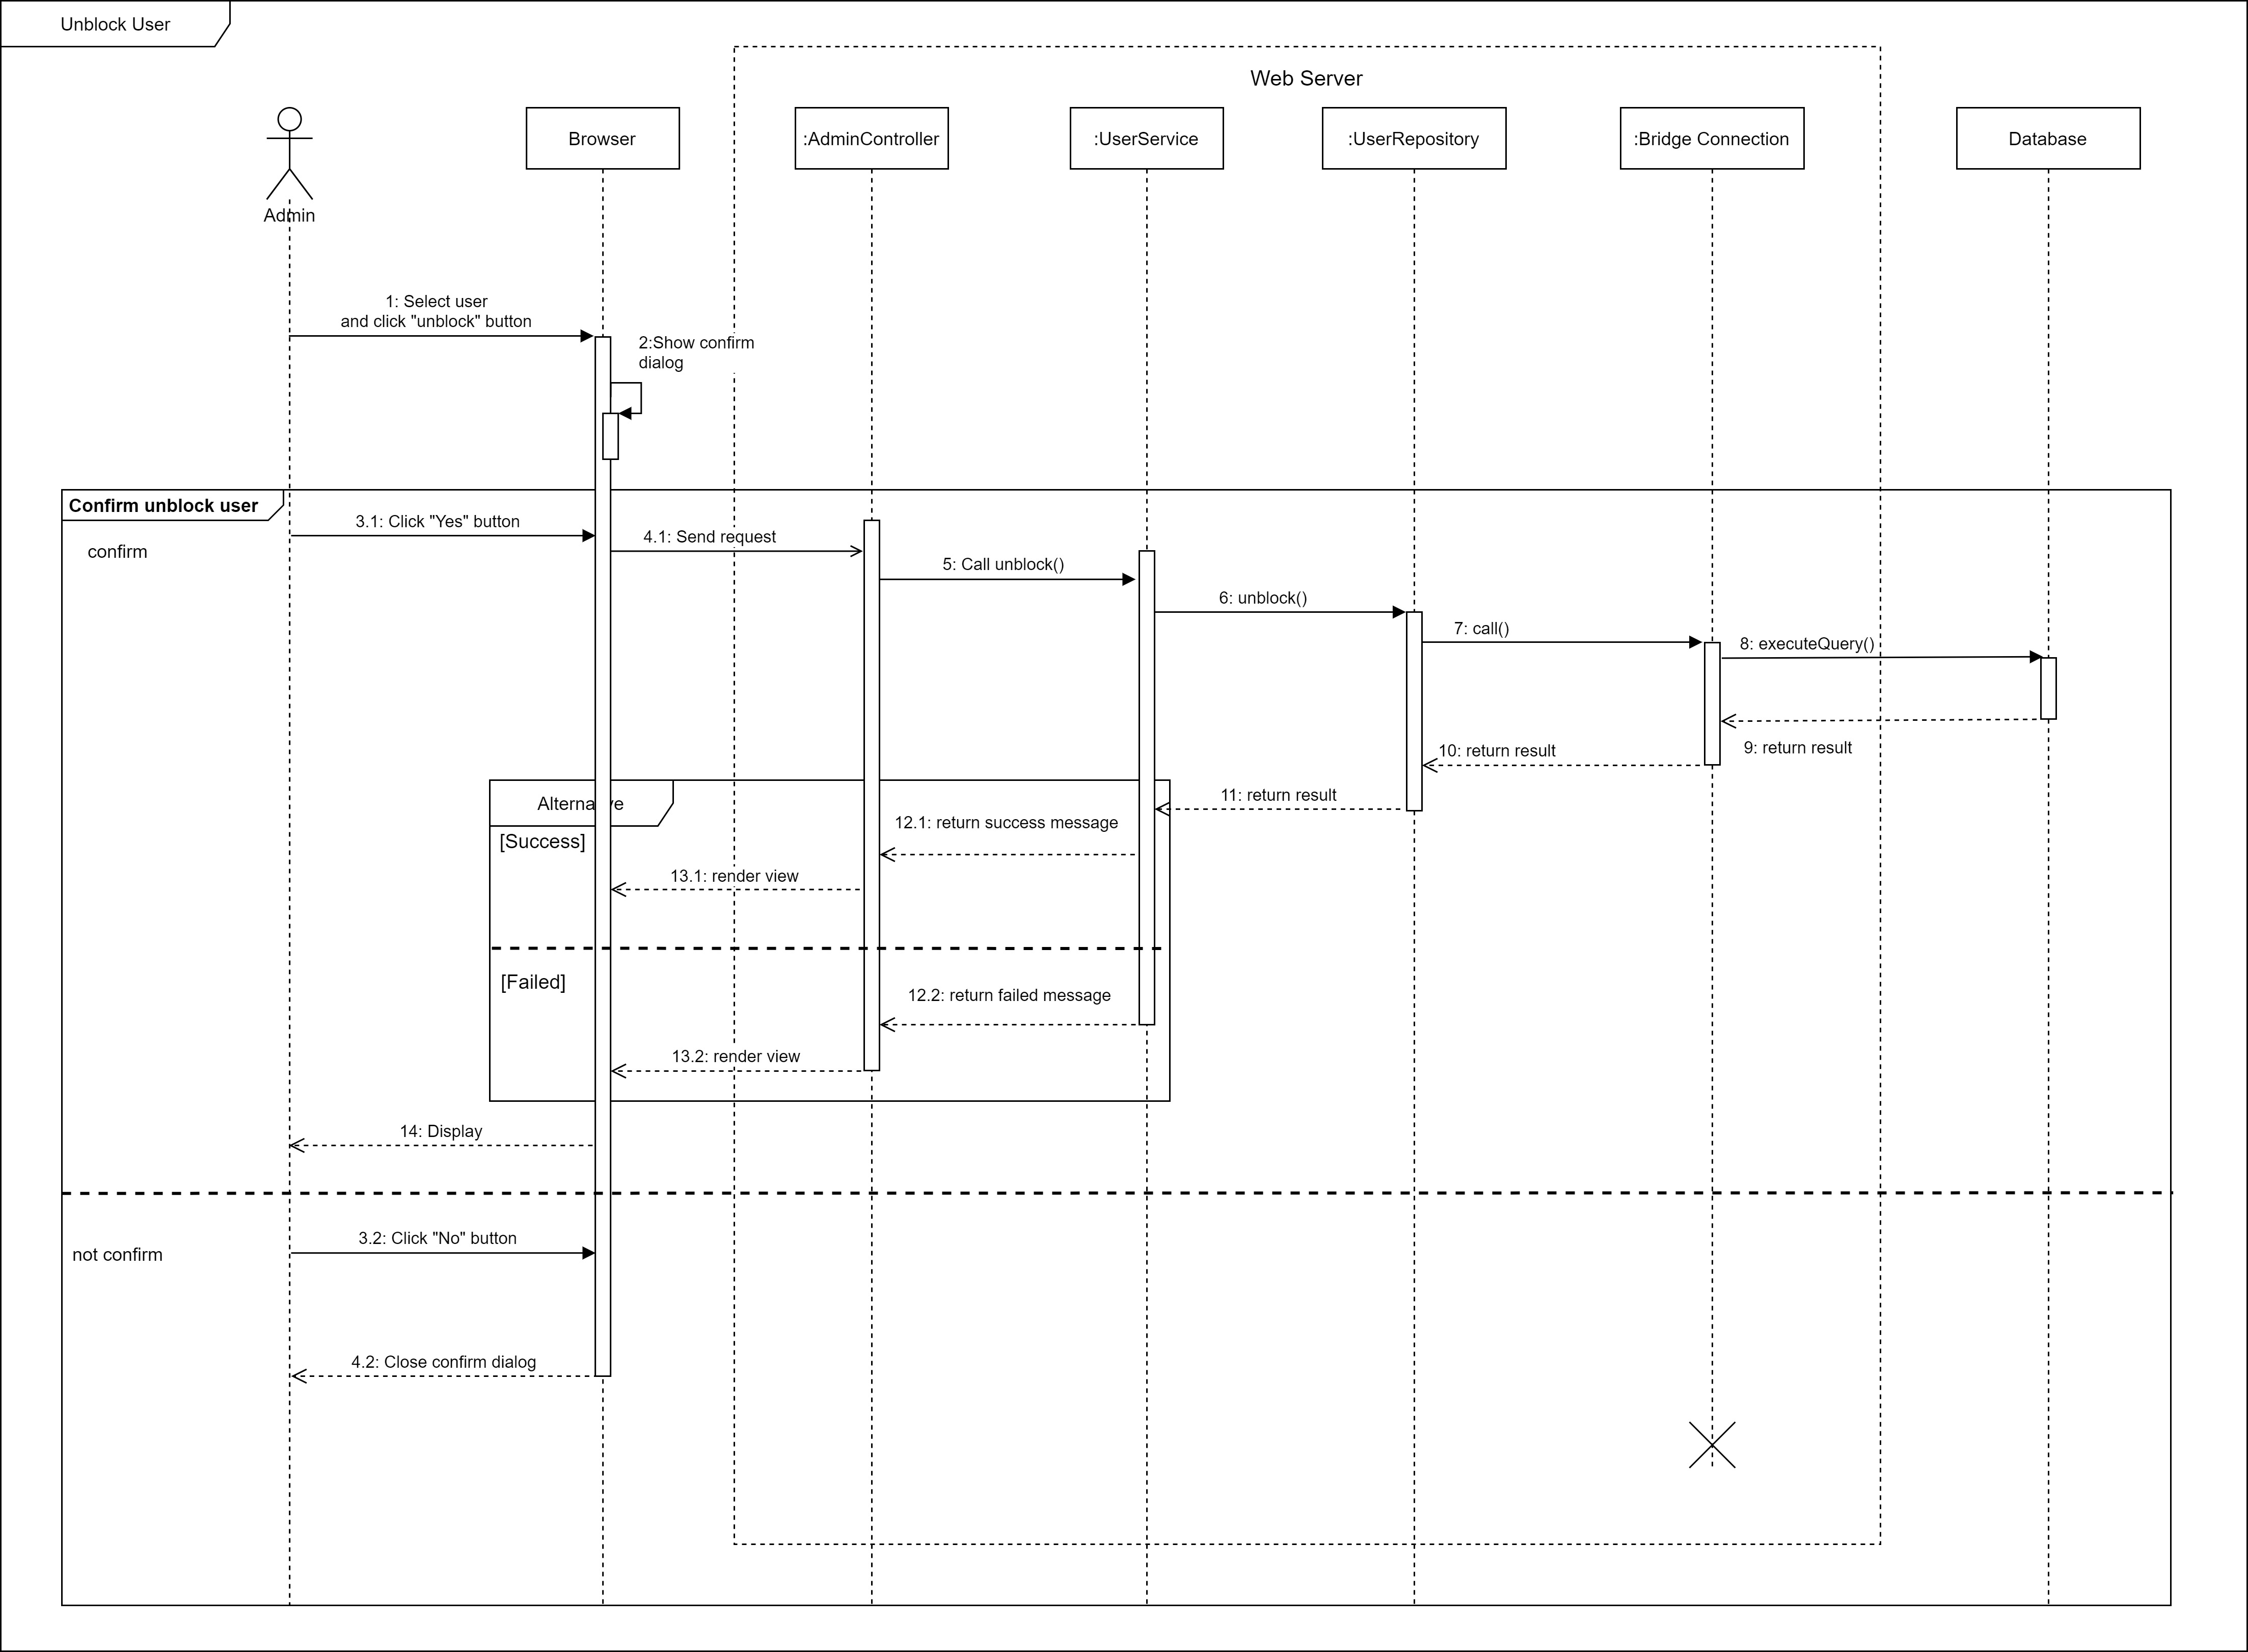 Unblock User
Web Server
Admin
Browser
:AdminController
:UserService
:UserRepository
:Bridge Connection
Database
1: Select user
and click "unblock" button
2:Show confirm
dialog
Confirm unblock user
confirm
3.1: Click "Yes" button
4.1: Send request
5: Call unblock()
6: unblock()
7: call()
8: executeQuery()
9: return result
10: return result
11: return result
Alternative
[Success]
12.1: return success message
13.1: render view
[Failed]
12.2: return failed message
13.2: render view
14: Display
not confirm
3.2: Click "No" button
4.2: Close confirm dialog